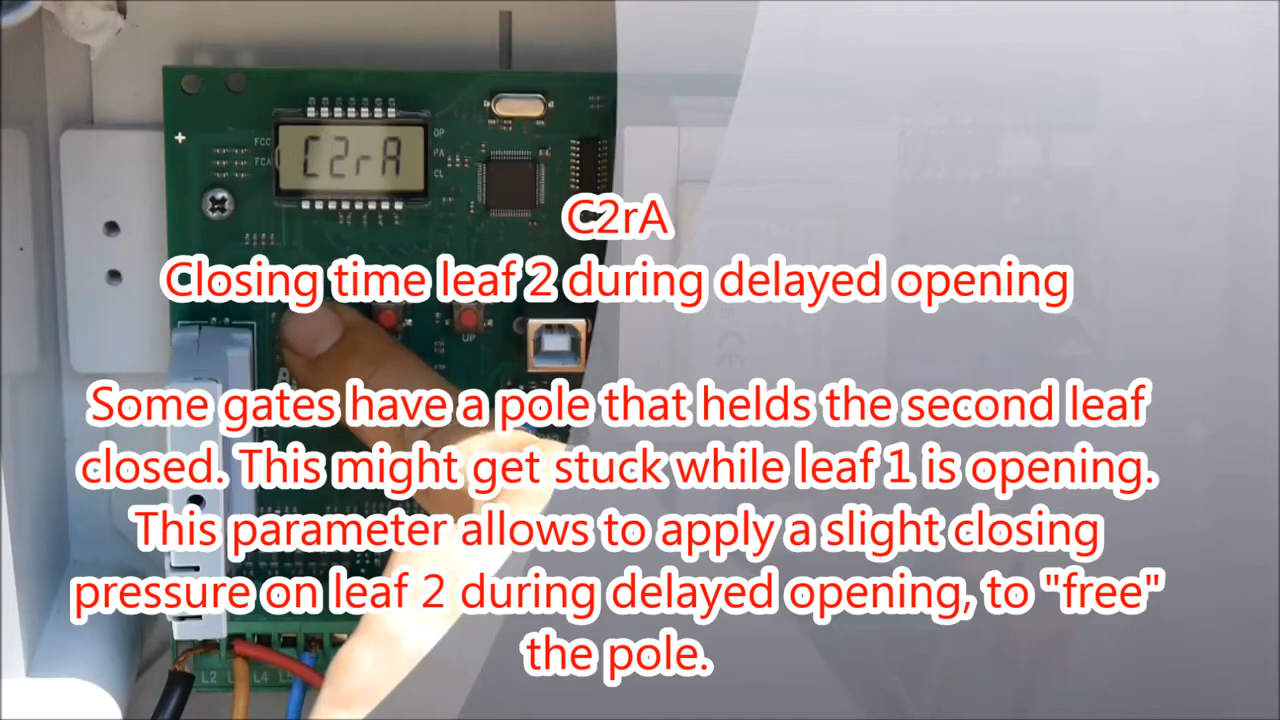 C2rA
OP
FCC
PA
FCA
CL
C2rA
Closing time leaf 2 during delayed opening
UP
Some gates have a pole that helds the second leaf
closed. This might get stuck while leaf 1 is opening.
This parameter allows to apply a slight closing
pressure on leaf 2 during delayed opening, to "free"
the pole.
L2
L4